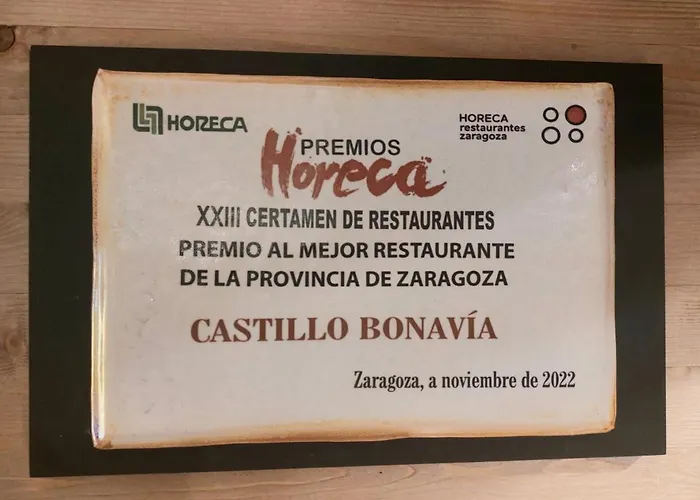 HORECA
HORECA
restaurantes
zaragoza
PREMIOS
Horeca
XXIII CERTAMEN DE RESTAURANTES
PREMIO AL MEJOR RESTAURANTE
DE LA PROVINCIA DE ZARAGOZA
CASTILLO BONAVÍA
Zaragoza, a noviembre de 2022